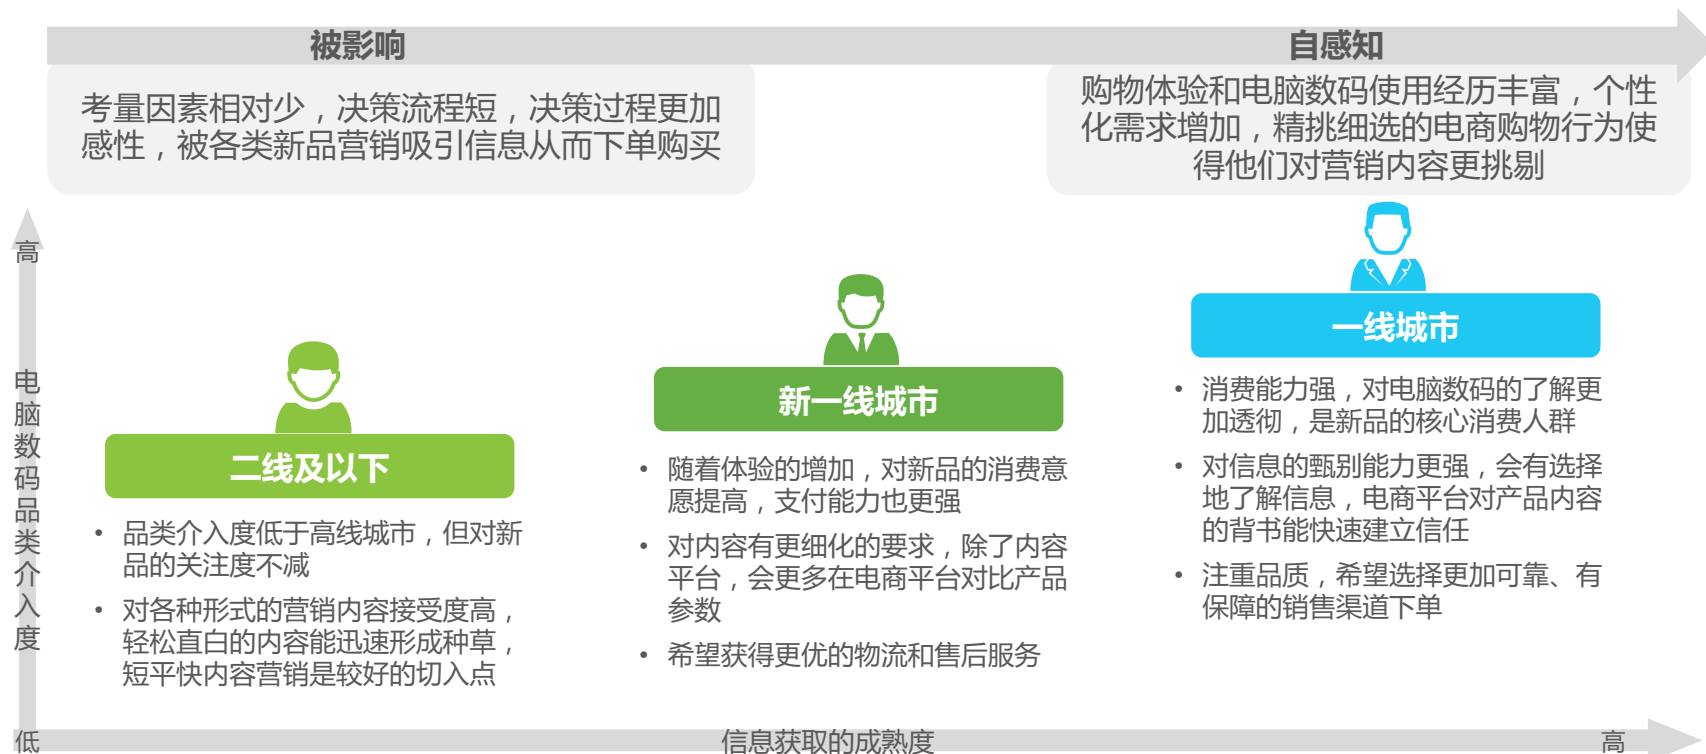 被影响
自感知
考量因素相对少，决策流程短，决策过程更加
感性，被各类新品营销吸引信息从而下单购买
购物体验和电脑数码使用经历丰富，个性
化需求增加，精挑细选的电商购物行为使
得他们对营销内容更挑剔
高
电脑数码品类介入度
低
二线及以下
• 品类介入度低于高线城市，但对新
品的关注度不减
• 对各种形式的营销内容接受度高，
轻松直白的内容能迅速形成种草，
短平快内容营销是较好的切入点
新一线城市
• 随着体验的增加，对新品的消费意
愿提高，支付能力也更强
• 对内容有更细化的要求，除了内容
平台，会更多在电商平台对比产品
参数
• 希望获得更优的物流和售后服务
一线城市
• 消费能力强，对电脑数码的了解更
加透彻，是新品的核心消费人群
• 对信息的甄别能力更强，会有选择
地了解信息，电商平台对产品内容
的背书能快速建立信任
• 注重品质，希望选择更加可靠、有
保障的销售渠道下单
信息获取的成熟度
高